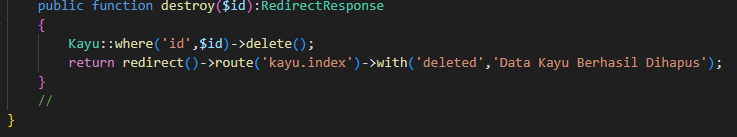 public function destroy($id):RedirectResponse
{
Kayu::where('id',$id)->delete();
return redirect()->route('kayu.index')->with('deleted','Data Kayu Berhasil Dihapus');
}
//
}